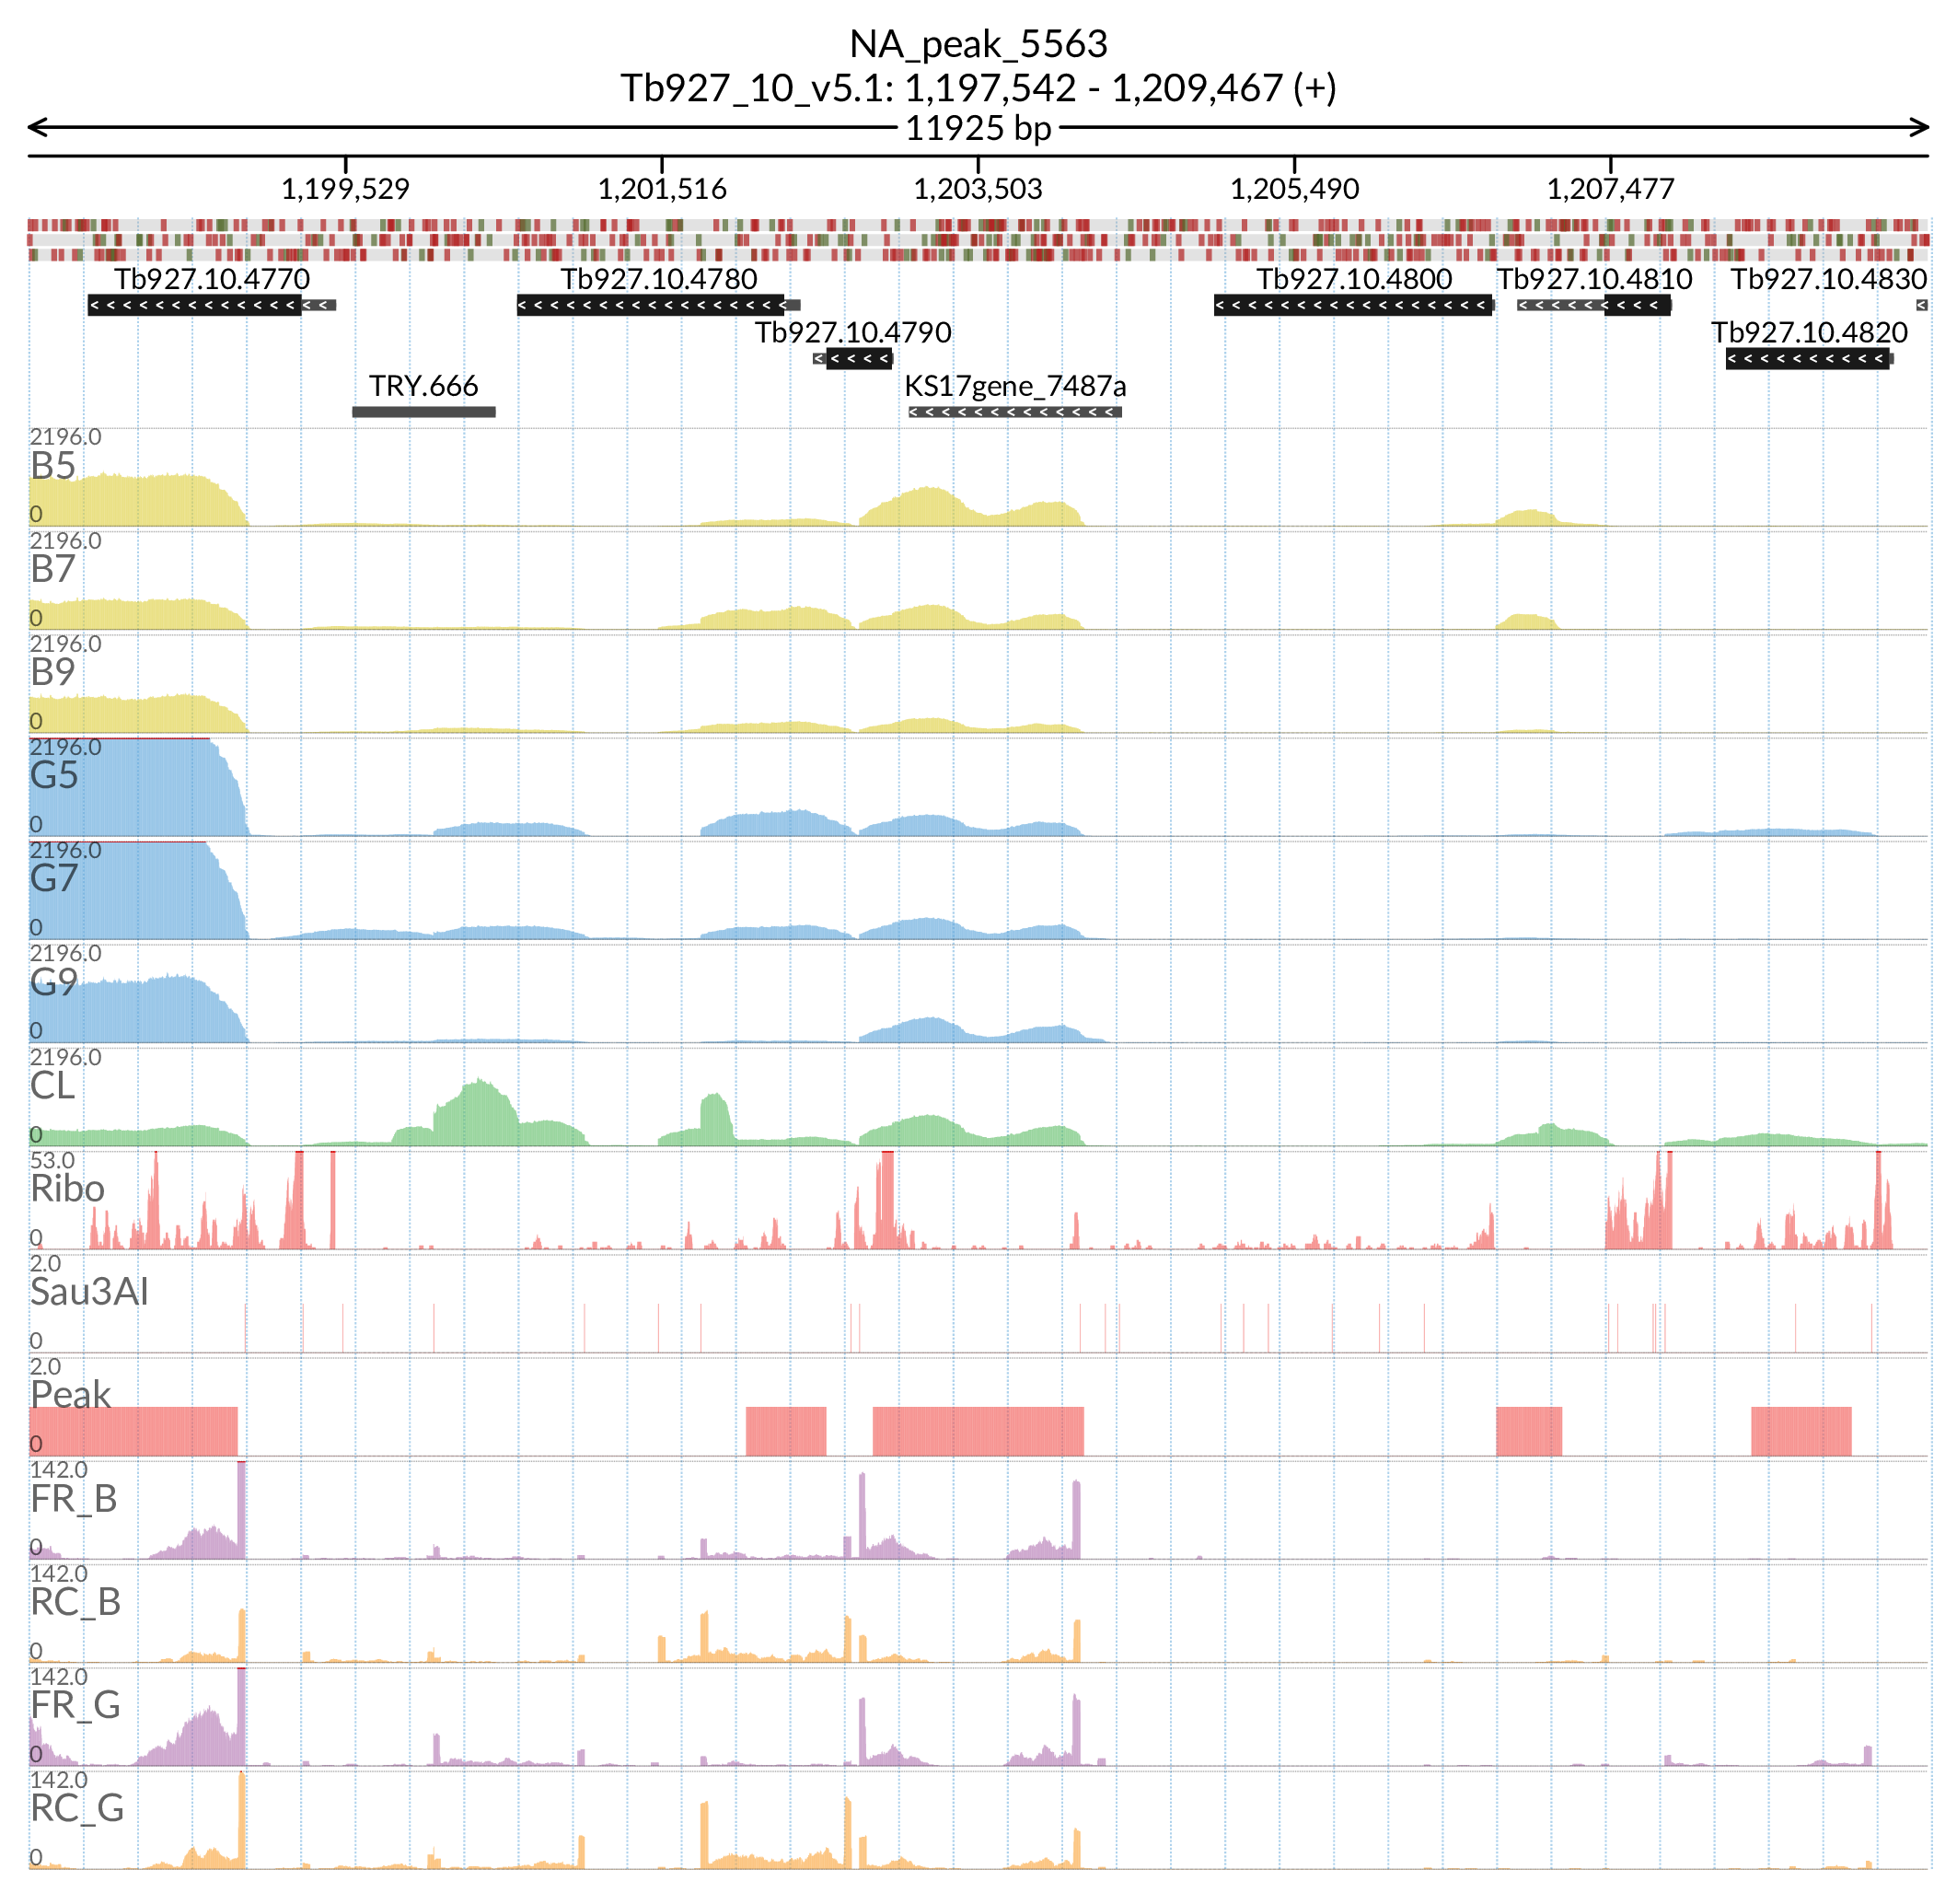 NA_peak_5563
Tb927_10_v5.1: 1,197,542 - 1,209,467 (+)
11925 bp
1,199,529 1,201,516 1,203,503 1,205,490 1,207,477
Tb927.10.4770 Tb927.10.4780 Tb927.10.4800 Tb927.10.4810 Tb927.10.4830
Tb927.10.4790 Tb927.10.4820
TRY.666 KS17gene_7487a
2196.0
B5
0
2196.0
B7
0
2196.0
B9
0
2196.0
G5
0
2196.0
G7
0
2196.0
G9
0
2196.0
CL
0
53.0
Ribo
0
2.0
Sau3AI
0
2.0
Peak
0
142.0
FR_B
0
142.0
RC_B
0
142.0
FR_G
0
142.0
RC_G
0